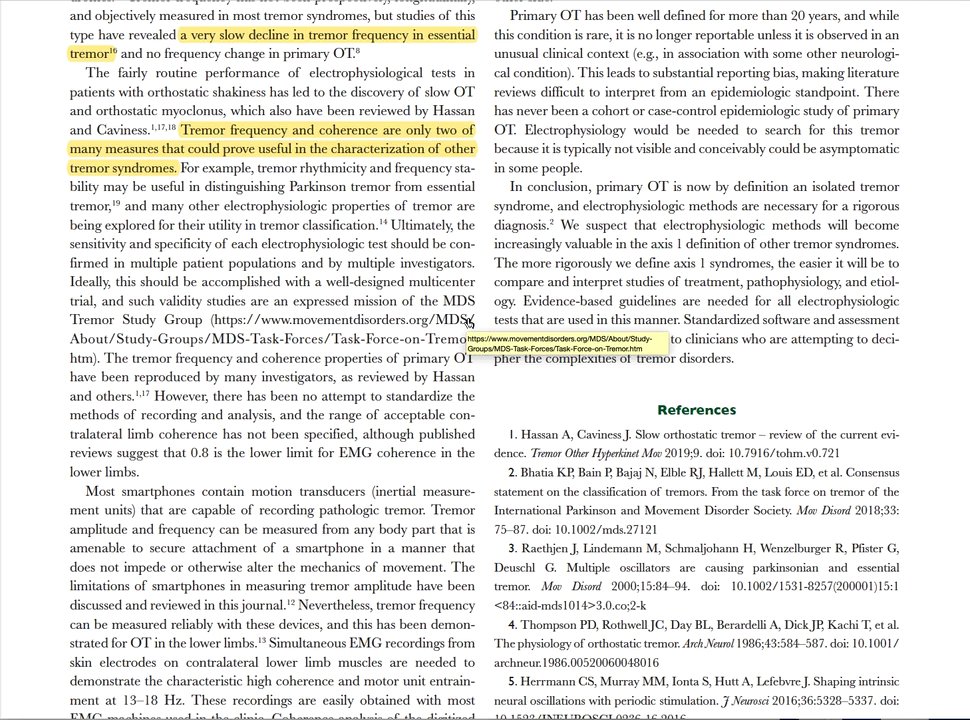 and objectively measured in most tremor syndromes, but studies of this
type have revealed a very slow decline in tremor frequency in essential
tremor16 and no frequency change in primary OT.8
The fairly routine performance of electrophysiological tests in
patients with orthostatic shakiness has led to the discovery of slow OT
and orthostatic myoclonus, which also have been reviewed by Hassan
and Caviness.1,17,18 Tremor frequency and coherence are only two of
many measures that could prove useful in the characterization of other
tremor syndromes. For example, tremor rhythmicity and frequency sta-
bility may be useful in distinguishing Parkinson tremor from essential
tremor,19 and many other electrophysiologic properties of tremor are
being explored for their utility in tremor classification.14 Ultimately, the
sensitivity and specificity of each electrophysiologic test should be con-
firmed in multiple patient populations and by multiple investigators.
Ideally, this should be accomplished with a well-designed multicenter
trial, and such validity studies are an expressed mission of the MDS
Tremor Study Group (https://www.movementdisorders.org/MDS/
About/Study-Groups/MDS-Task-Forces/Task-Force-on-Tremor.
htm). The tremor frequency and coherence properties of primary OT
have been reproduced by many investigators, as reviewed by Hassan
and others.1,17 However, there has been no attempt to standardize the
methods of recording and analysis, and the range of acceptable con-
tralateral limb coherence has not been specified, although published
reviews suggest that 0.8 is the lower limit for EMG coherence in the
lower limbs.
Most smartphones contain motion transducers (inertial measure-
ment units) that are capable of recording pathologic tremor. Tremor
amplitude and frequency can be measured from any body part that is
amenable to secure attachment of a smartphone in a manner that
does not impede or otherwise alter the mechanics of movement. The
limitations of smartphones in measuring tremor amplitude have been
discussed and reviewed in this journal.12 Nevertheless, tremor frequency
can be measured reliably with these devices, and this has been demon-
strated for OT in the lower limbs.13 Simultaneous EMG recordings from
skin electrodes on contralateral lower limb muscles are needed to
demonstrate the characteristic high coherence and motor unit entrain-
ment at 13–18 Hz. These recordings are easily obtained with most
EMG machines used in the clinic. Coherence analysis of the digitized
Primary OT has been well defined for more than 20 years, and while
this condition is rare, it is no longer reportable unless it is observed in an
unusual clinical context (e.g., in association with some other neurologi-
cal condition). This leads to substantial reporting bias, making literature
reviews difficult to interpret from an epidemiologic standpoint. There
has never been a cohort or case-control epidemiologic study of primary
OT. Electrophysiology would be needed to search for this tremor
because it is typically not visible and conceivably could be asymptomatic
in some people.
In conclusion, primary OT is now by definition an isolated tremor
syndrome, and electrophysiologic methods are necessary for a rigorous
diagnosis.2 We suspect that electrophysiologic methods will become
increasingly valuable in the axis 1 definition of other tremor syndromes.
The more rigorously we define axis 1 syndromes, the easier it will be to
compare and interpret studies of treatment, pathophysiology, and etiol-
ogy. Evidence-based guidelines are needed for all electrophysiologic
tests that are used in this manner. Standardized software and assessment
to clinicians who are attempting to deci-
pher the complexities of tremor disorders.
https://www.movementdisorders.org/MDS/About/Study-
Groups/MDS-Task-Forces/Task-Force-on-Tremor.htm
References
1. Hassan A, Caviness J. Slow orthostatic tremor – review of the current evi-
dence. Tremor Other Hyperkinet Mov 2019;9. doi: 10.7916/tohm.v0.721
2. Bhatia KP, Bain P, Bajaj N, Elble RJ, Hallett M, Louis ED, et al. Consensus
statement on the classification of tremors. From the task force on tremor of the
International Parkinson and Movement Disorder Society. Mov Disord 2018;33:
75–87. doi: 10.1002/mds.27121
3. Raethjen J, Lindemann M, Schmaljohann H, Wenzelburger R, Pfister G,
Deuschl G. Multiple oscillators are causing parkinsonian and essential
tremor. Mov Disord 2000;15:84–94. doi: 10.1002/1531-8257(200001)15:1
<84::aid-mds1014>3.0.co;2-k
4. Thompson PD, Rothwell JC, Day BL, Berardelli A, Dick JP, Kachi T, et al.
The physiology of orthostatic tremor. Arch Neurol 1986;43:584–587. doi: 10.1001/
archneur.1986.00520060048016
5. Herrmann CS, Murray MM, Ionta S, Hutt A, Lefebvre J. Shaping intrinsic
neural oscillations with periodic stimulation. J Neurosci 2016;36:5328–5337. doi: